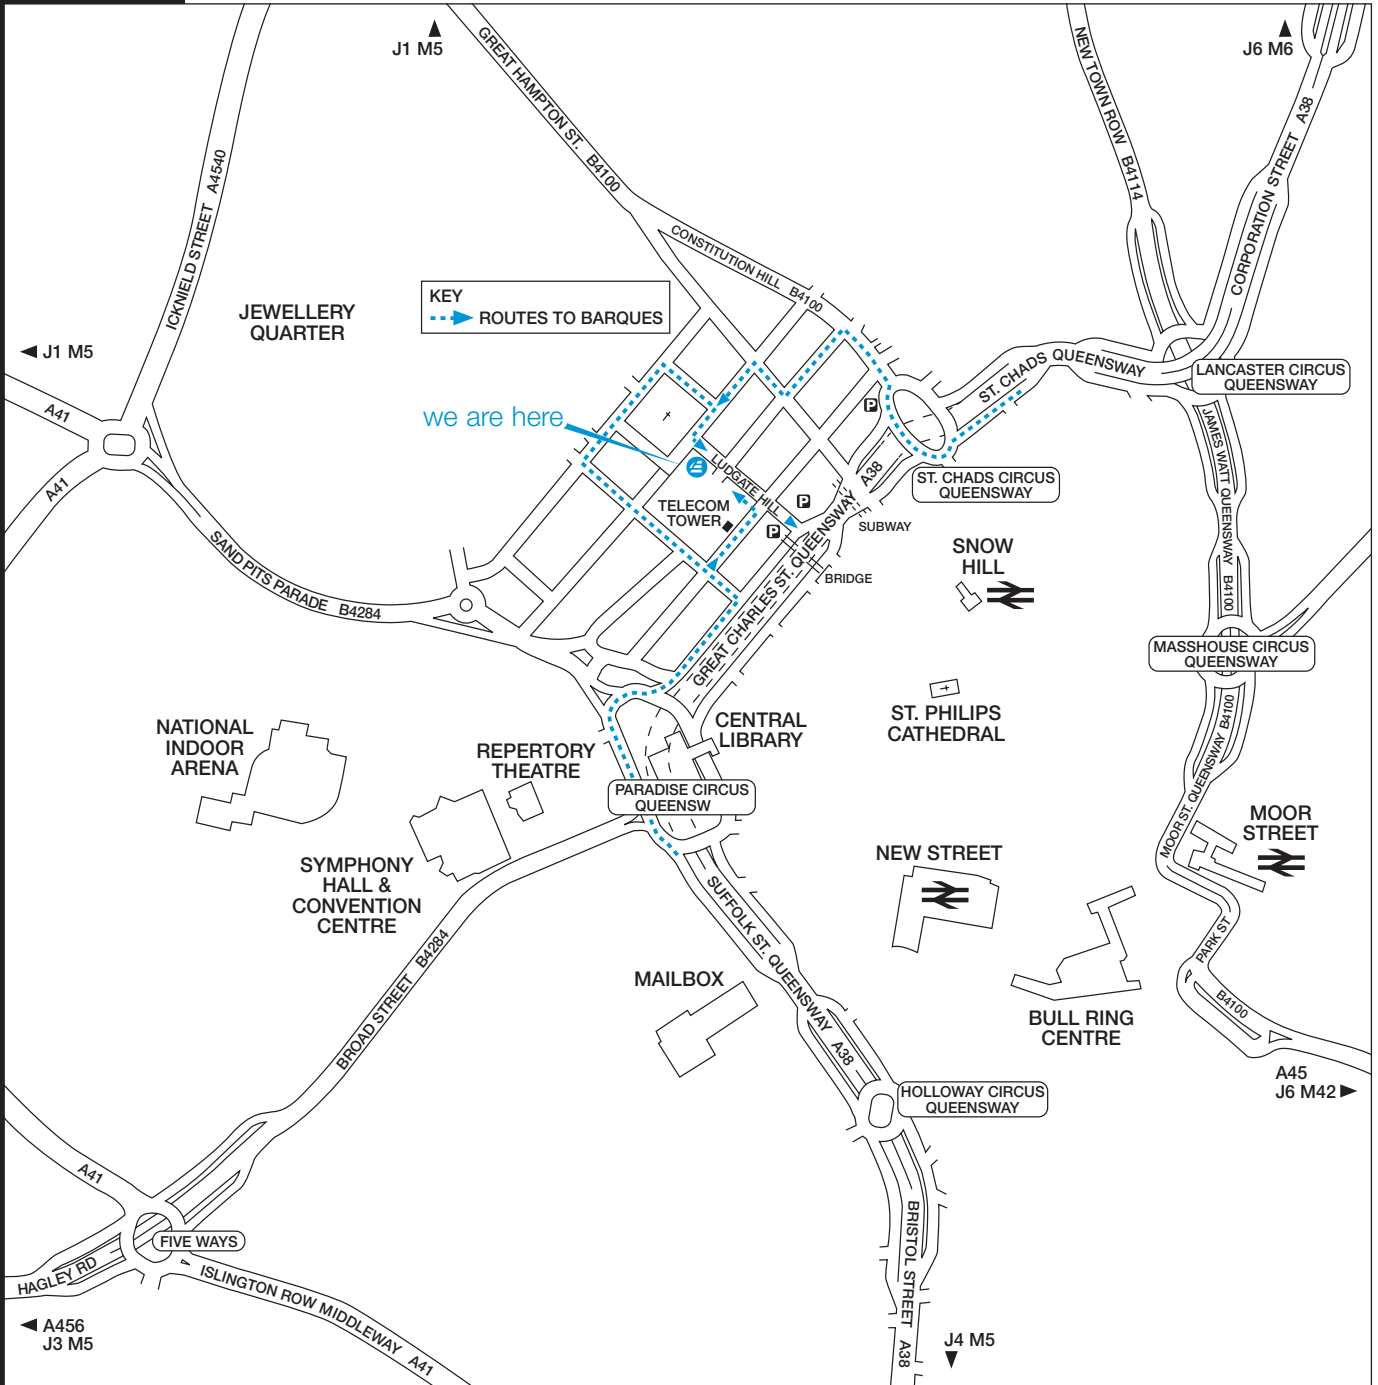 J1 M5
GREAT HAMPTON ST. B4100
NEW TOWN ROW B4114
J6 M6
CORPORATION STREET A38
ICKNIELD STREET A4540
CONSTITUTION HILL B4100
JEWELLERY
QUARTER
KEY
ROUTES TO BARQUES
J1 M5
A41
A41
we are here
ST. CHADS QUEENSWAY
LANCASTER CIRCUS
QUEENSWAY
P
LUDGATE HILL
A38
ST. CHADS CIRCUS
QUEENSWAY
JAMES WATT QUEENSWAY B4100
TELECOM
TOWER
P
P
SUBWAY
BRIDGE
GREAT CHARLES ST. QUEENSWAY
SNOW
HILL
SAND PITS PARADE B4284
MASSHOUSE CIRCUS
QUEENSWAY
NATIONAL
INDOOR
ARENA
REPERTORY
THEATRE
CENTRAL
LIBRARY
ST. PHILIPS
CATHEDRAL
MOOR ST. QUEENSWAY B4100
PARADISE CIRCUS
QUEENSW
MOOR
STREET
SYMPHONY
HALL &
CONVENTION
CENTRE
NEW STREET
SUFFOLK ST. QUEENSWAY A38
PARK ST
BROAD STREET B4284
MAILBOX
B4100
BULL RING
CENTRE
A45
J6 M42
HOLLOWAY CIRCUS
QUEENSWAY
A41
FIVE WAYS
HAGLEY RD
ISLINGTON ROW MIDDLEWAY A41
BRISTOL STREET A38
A456
J3 M5
J4 M5